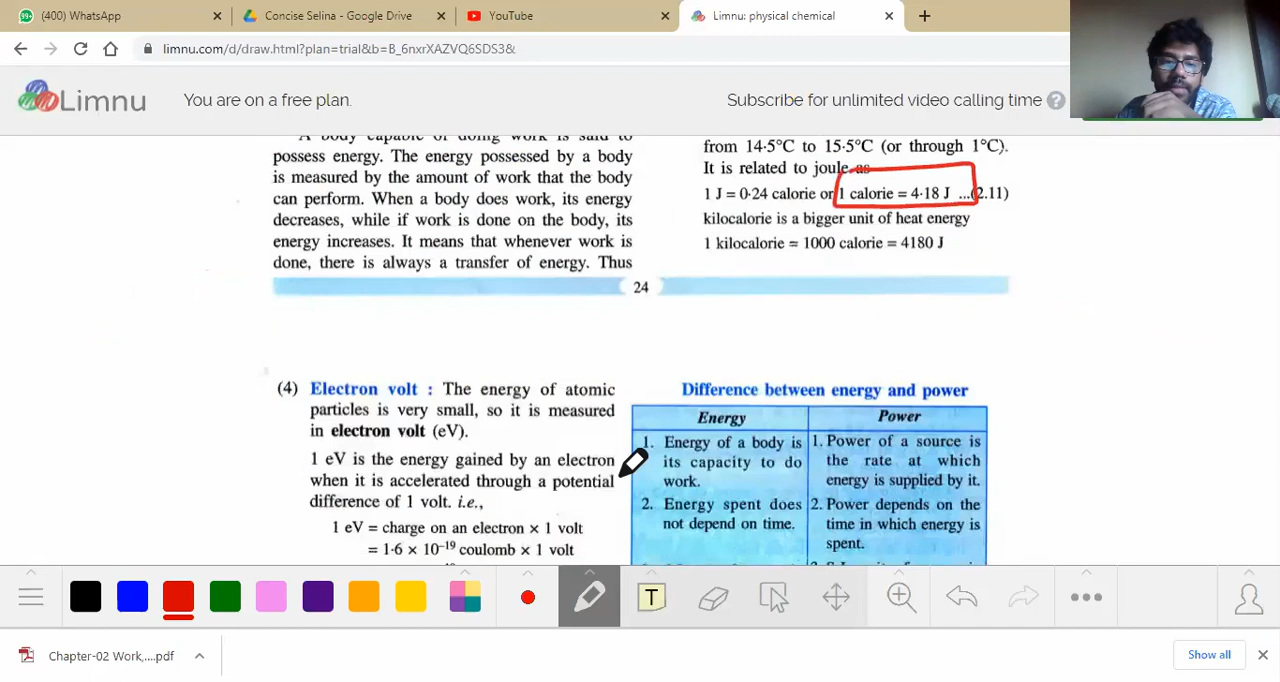 (400) WhatsApp
Concise Selina - Google Drive
YouTube
Limnu: physical chemical
limnu.com/d/draw.html?plan=trial&b=B_6nxrXAZVQ6SDS3&
Limnu
You are on a free plan.
Subscribe for unlimited video calling time ?
A body capable of doing work is said to
possess energy. The energy possessed by a body
is measured by the amount of work that the body
can perform. When a body does work, its energy
decreases, while if work is done on the body, its
energy increases. It means that whenever work is
done, there is always a transfer of energy. Thus
from 14·5°C to 15·5°C (or through 1°C).
It is related to joule as
1 J = 0·24 calorie or 1 calorie = 4·18 J ...(2.11)
kilocalorie is a bigger unit of heat energy
1 kilocalorie = 1000 calorie = 4180 J
24
(4) Electron volt : The energy of atomic
particles is very small, so it is measured
in electron volt (eV).
1 eV is the energy gained by an electron
when it is accelerated through a potential
difference of 1 volt. i.e.,
1 eV = charge on an electron × 1 volt
= 1·6 × 10⁻¹⁹ coulomb × 1 volt
Difference between energy and power
Energy
Power
1. Energy of a body is
its capacity to do
work.
1. Power of a source is
the rate at which
energy is supplied by it.
2. Energy spent does
not depend on time.
2. Power depends on the
time in which energy is
spent.
T
Chapter-02 Work,....pdf
Show all